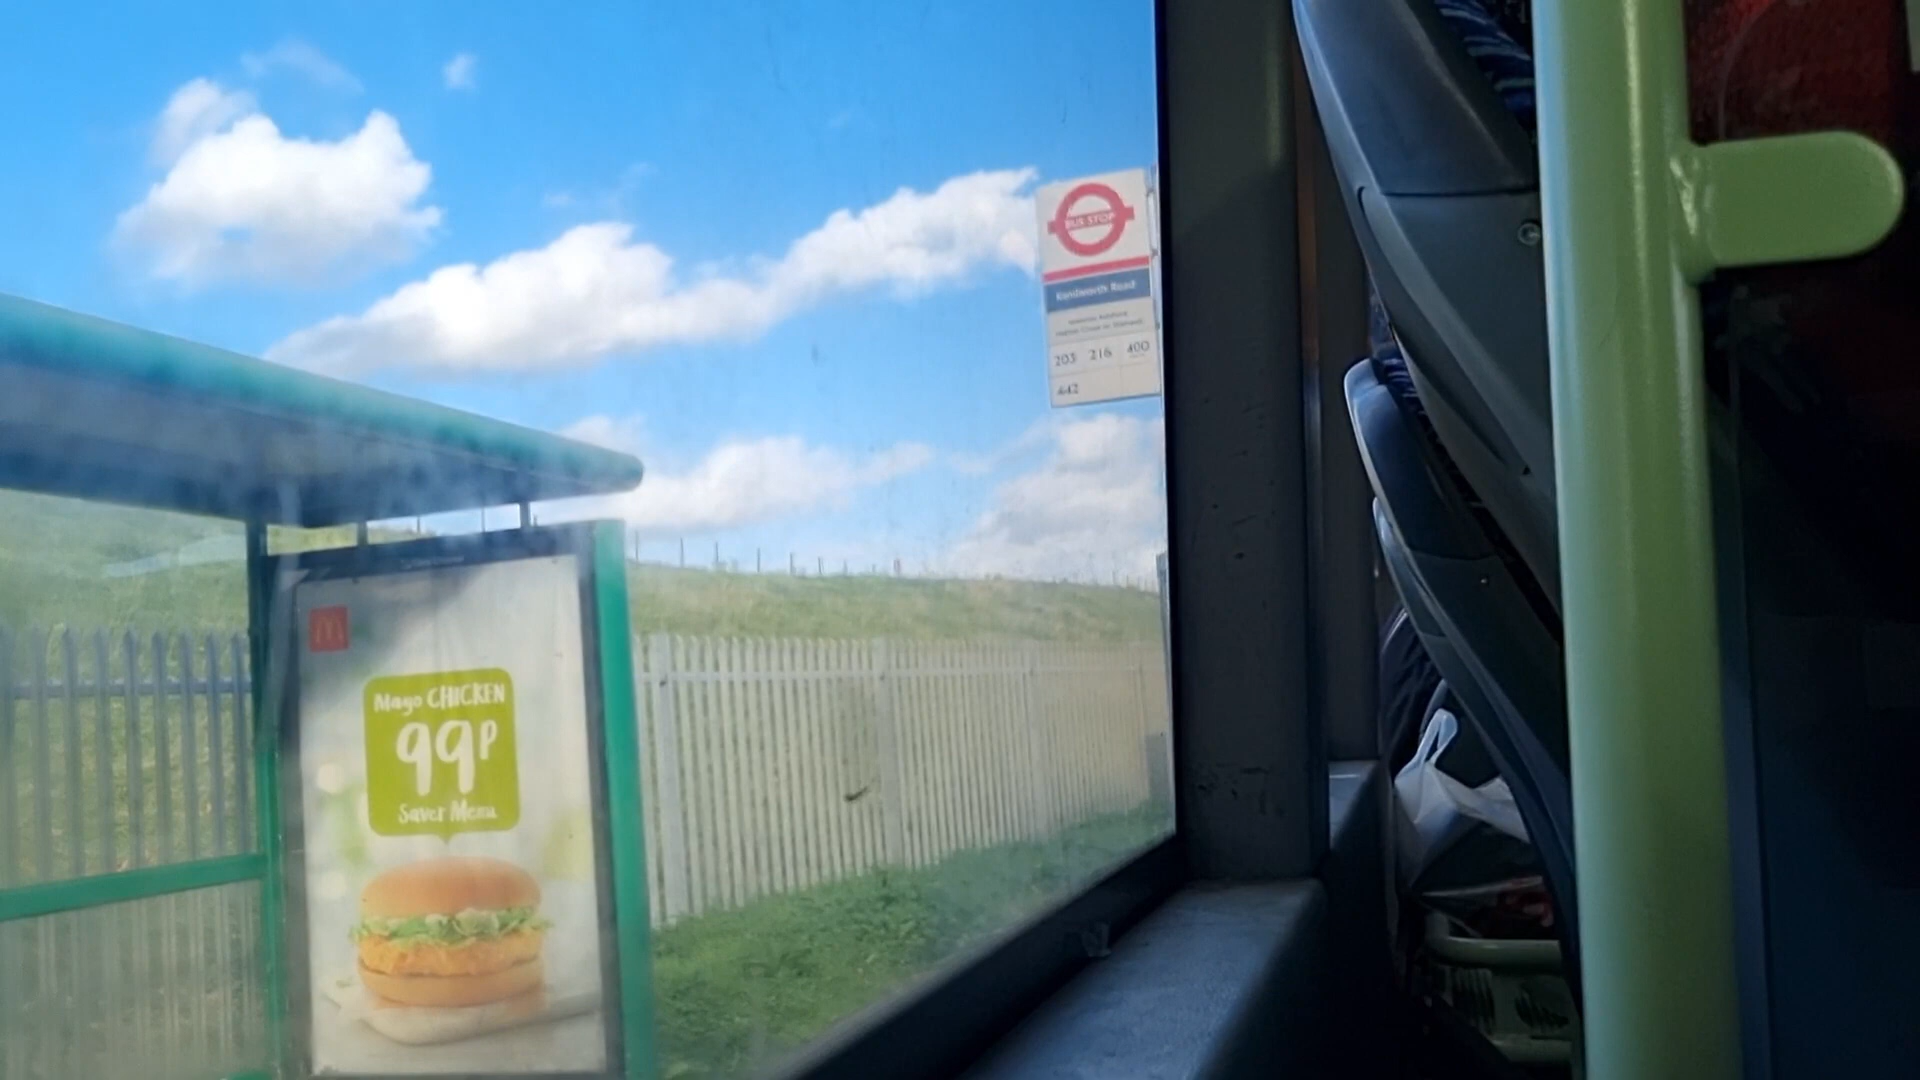 Mayo CHICKEN
99P
Saver Menu
BUS STOP
Kenilworth Road
203 216 400
442